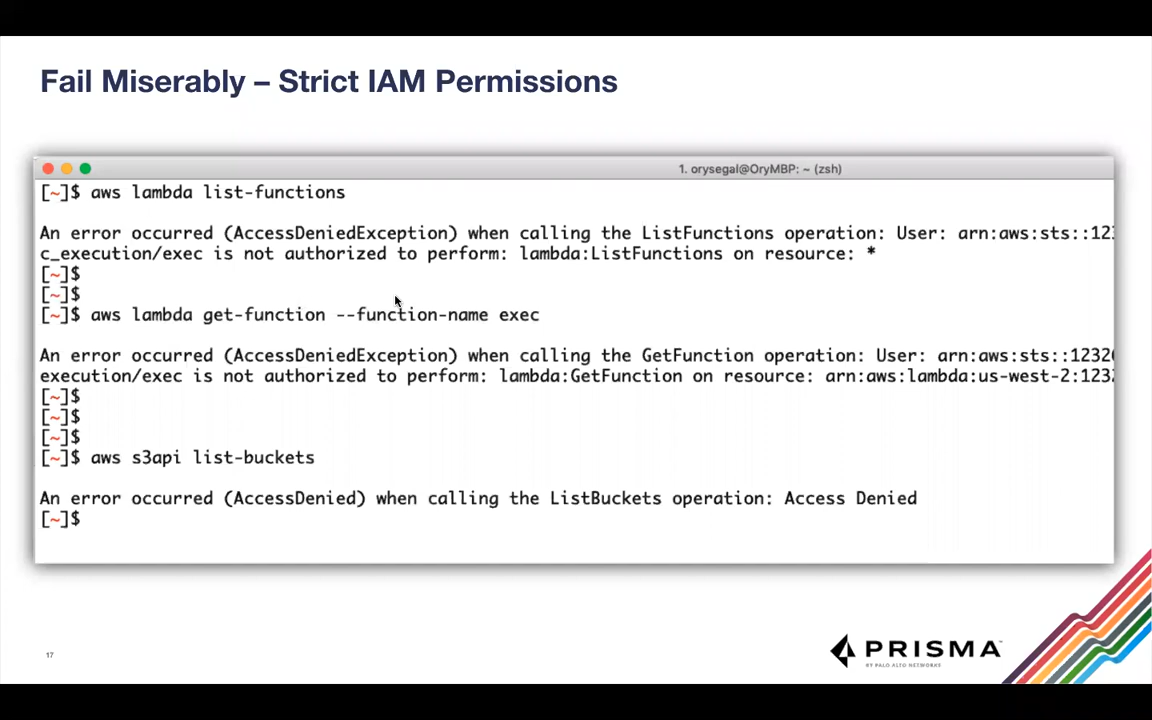 Fail Miserably – Strict IAM Permissions
1. orysegal@OryMBP: ~ (zsh)
[~]$ aws lambda list-functions
An error occurred (AccessDeniedException) when calling the ListFunctions operation: User: arn:aws:sts::123
c_execution/exec is not authorized to perform: lambda:ListFunctions on resource: *
[~]$
[~]$
[~]$ aws lambda get-function --function-name exec
An error occurred (AccessDeniedException) when calling the GetFunction operation: User: arn:aws:sts::12320
execution/exec is not authorized to perform: lambda:GetFunction on resource: arn:aws:lambda:us-west-2:1232
[~]$
[~]$
[~]$
[~]$ aws s3api list-buckets
An error occurred (AccessDenied) when calling the ListBuckets operation: Access Denied
[~]$
17
PRISMA
BY PALO ALTO NETWORKS